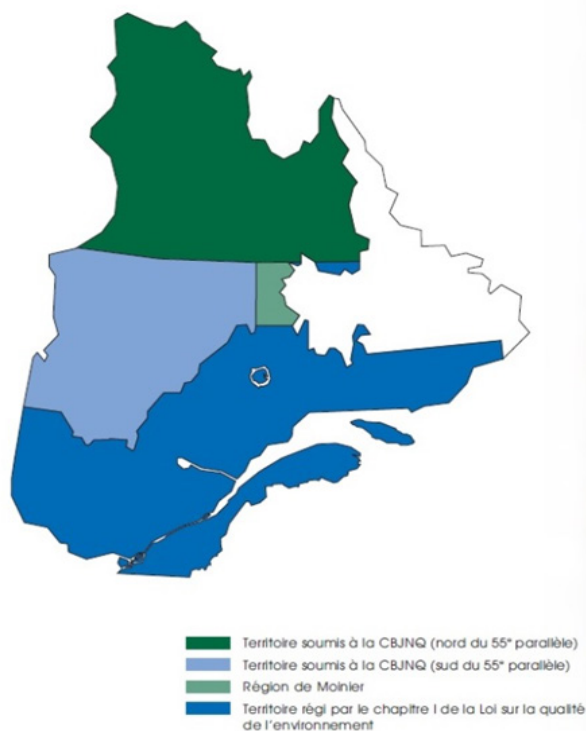 Territoire soumis à la CBJNQ (nord du 55e parallèle)
Territoire soumis à la CBJNQ (sud du 55e parallèle)
Région de Moinier
Territoire régi par le chapitre I de la Loi sur la qualité
de l'environnement